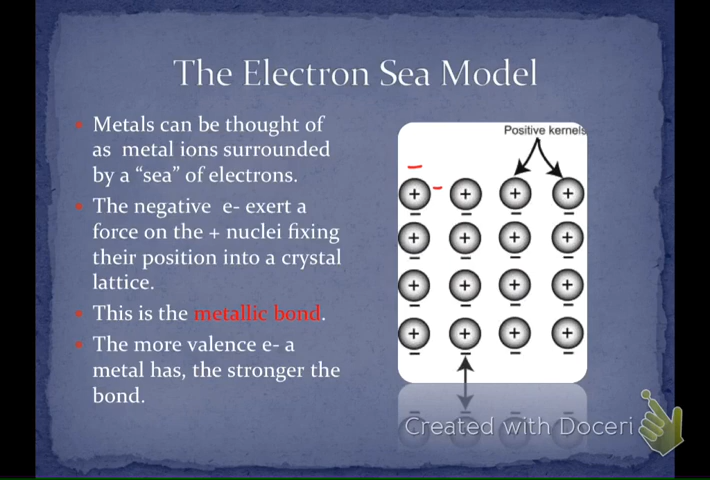 The Electron Sea Model
Metals can be thought of
as metal ions surrounded
by a “sea” of electrons.
The negative e- exert a
force on the + nuclei fixing
their position into a crystal
lattice.
This is the metallic bond.
The more valence e- a
metal has, the stronger the
bond.
Positive kernels
+ + + +
+ + + +
+ + + +
+ + + +
Created with Doceri